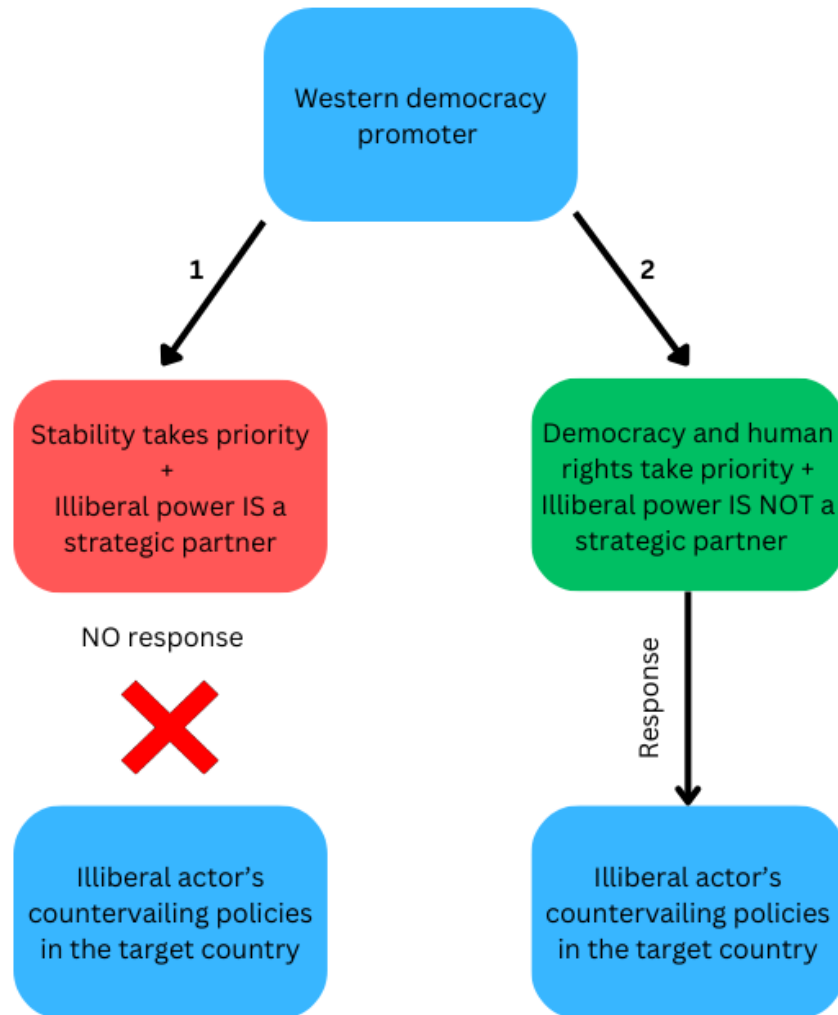 Western democracy
promoter
1
2
Stability takes priority
+
Illiberal power IS a
strategic partner
Democracy and human
rights take priority +
Illiberal power IS NOT a
strategic partner
NO response
Response
Illiberal actor's
countervailing policies
in the target country
Illiberal actor's
countervailing policies
in the target country